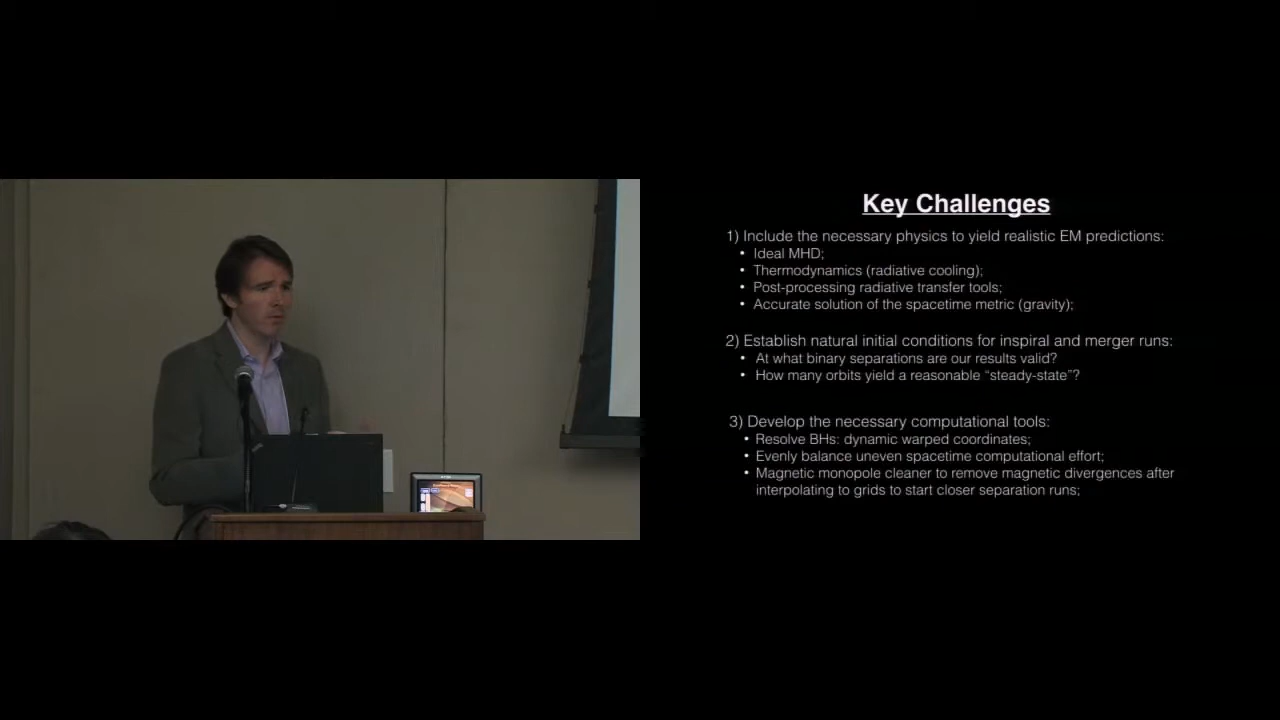 Key Challenges
1) Include the necessary physics to yield realistic EM predictions:
• Ideal MHD;
• Thermodynamics (radiative cooling);
• Post-processing radiative transfer tools;
• Accurate solution of the spacetime metric (gravity);
2) Establish natural initial conditions for inspiral and merger runs:
• At what binary separations are our results valid?
• How many orbits yield a reasonable “steady-state”?
3) Develop the necessary computational tools:
• Resolve BHs: dynamic warped coordinates;
• Evenly balance uneven spacetime computational effort;
• Magnetic monopole cleaner to remove magnetic divergences after
interpolating to grids to start closer separation runs;